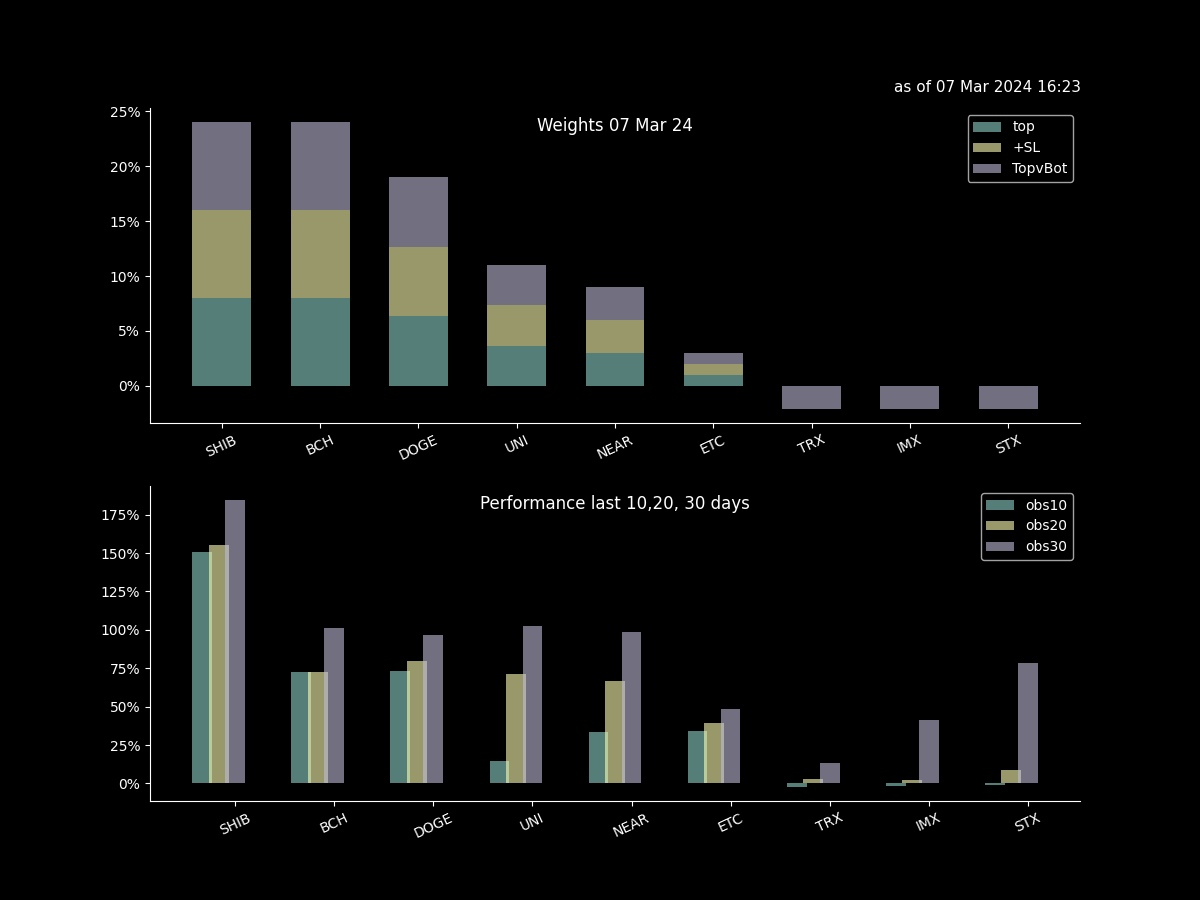 as of 07 Mar 2024 16:23
Weights 07 Mar 24
top
+SL
TopvBot
25%
20%
15%
10%
5%
0%
SHIB BCH DOGE UNI NEAR ETC TRX IMX STX
Performance last 10,20, 30 days
obs10
obs20
obs30
175%
150%
125%
100%
75%
50%
25%
0%
SHIB BCH DOGE UNI NEAR ETC TRX IMX STX